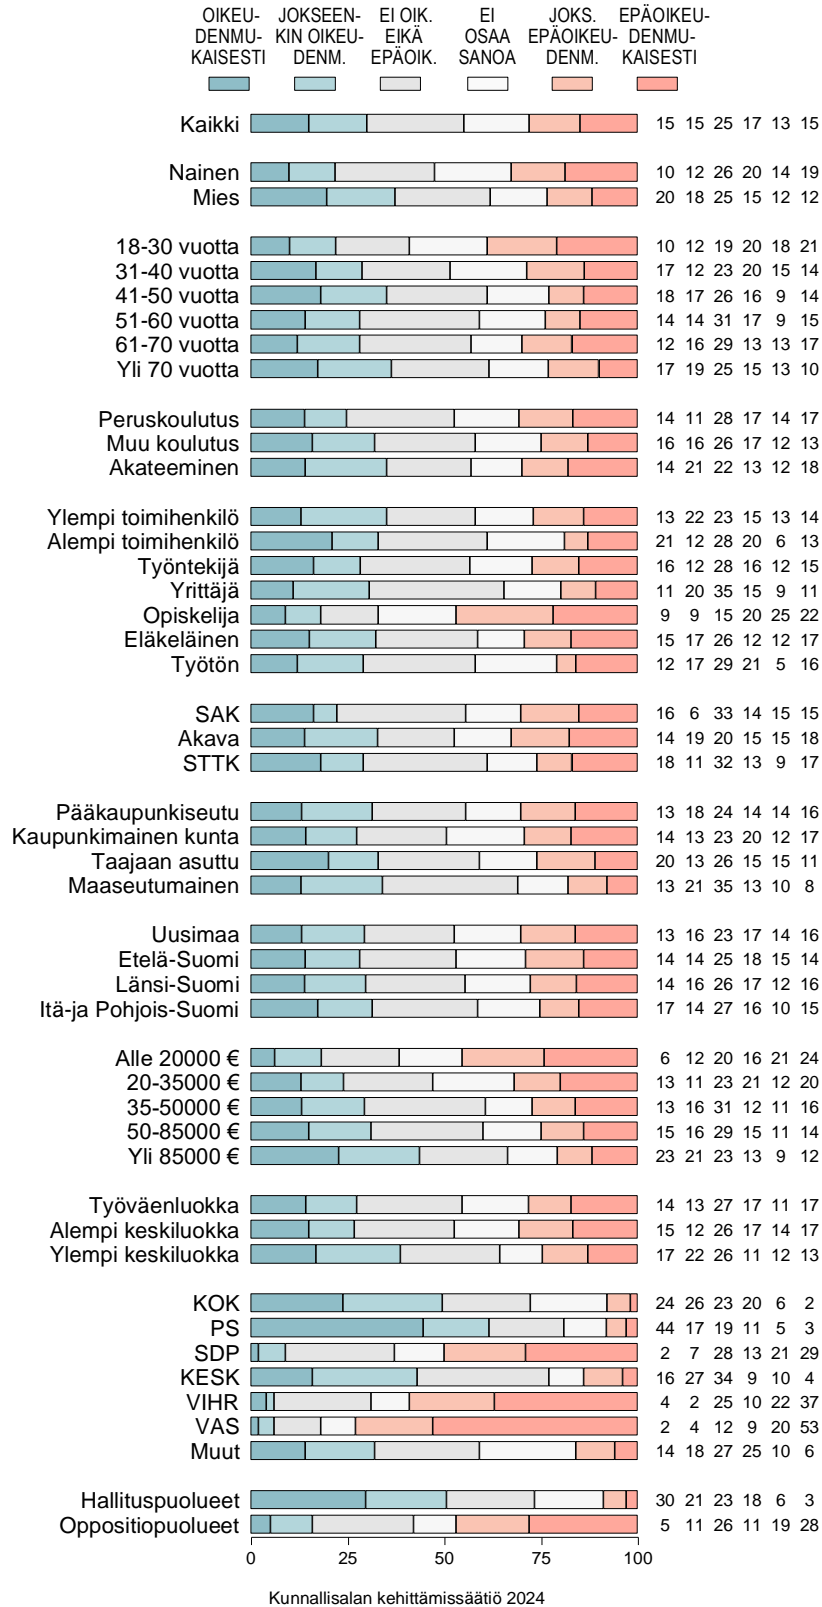 OIKEU- JOKSEEN- EI OIK. EI JOKS. EPÄOIKEU-
DENMU- KIN OIKEU- EIKÄ OSAA EPÄOIKEU- DENMU-
KAISESTI DENM. EPÄOIK. SANOA DENM. KAISESTI
Kaikki 15 15 25 17 13 15
Nainen 10 12 26 20 14 19
Mies 20 18 25 15 12 12
18-30 vuotta 10 12 19 20 18 21
31-40 vuotta 17 12 23 20 15 14
41-50 vuotta 18 17 26 16 9 14
51-60 vuotta 14 14 31 17 9 15
61-70 vuotta 12 16 29 13 13 17
Yli 70 vuotta 17 19 25 15 13 10
Peruskoulutus 14 11 28 17 14 17
Muu koulutus 16 16 26 17 12 13
Akateeminen 14 21 22 13 12 18
Ylempi toimihenkilö 13 22 23 15 13 14
Alempi toimihenkilö 21 12 28 20 6 13
Työntekijä 16 12 28 16 12 15
Yrittäjä 11 20 35 15 9 11
Opiskelija 9 9 15 20 25 22
Eläkeläinen 15 17 26 12 12 17
Työtön 12 17 29 21 5 16
SAK 16 6 33 14 15 15
Akava 14 19 20 15 15 18
STTK 18 11 32 13 9 17
Pääkaupunkiseutu 13 18 24 14 14 16
Kaupunkimainen kunta 14 13 23 20 12 17
Taajaan asuttu 20 13 26 15 15 11
Maaseutumainen 13 21 35 13 10 8
Uusimaa 13 16 23 17 14 16
Etelä-Suomi 14 14 25 18 15 14
Länsi-Suomi 14 16 26 17 12 16
Itä-ja Pohjois-Suomi 17 14 27 16 10 15
Alle 20000 € 6 12 20 16 21 24
20-35000 € 13 11 23 21 12 20
35-50000 € 13 16 31 12 11 16
50-85000 € 15 16 29 15 11 14
Yli 85000 € 23 21 23 13 9 12
Työväenluokka 14 13 27 17 11 17
Alempi keskiluokka 15 12 26 17 14 17
Ylempi keskiluokka 17 22 26 11 12 13
KOK 24 26 23 20 6 2
PS 44 17 19 11 5 3
SDP 2 7 28 13 21 29
KESK 16 27 34 9 10 4
VIHR 4 2 25 10 22 37
VAS 2 4 12 9 20 53
Muut 14 18 27 25 10 6
Hallituspuolueet 30 21 23 18 6 3
Oppositiopuolueet 5 11 26 11 19 28
0 25 50 75 100
Kunnallisalan kehittämissäätiö 2024